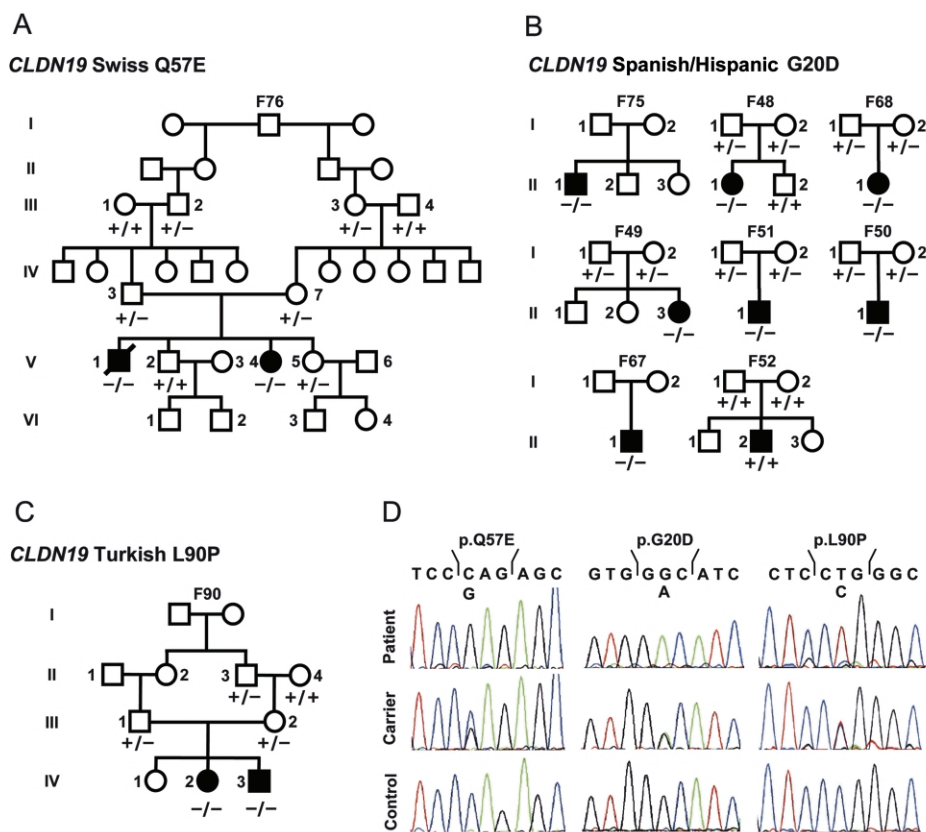 A
CLDN19 Swiss Q57E
F76
I
II
III 1 2 3 4
+/+ +/− +/− +/+
IV
3 7
+/− +/−
V 1 2 3 4 5 6
−/− +/+ −/− +/−
VI 1 2 3 4
B
CLDN19 Spanish/Hispanic G20D
F75 F48 F68
I 1 2 1 2 1 2
+/− +/− +/− +/−
II 1 2 3 1 2 1
−/− −/− +/+ −/−
F49 F51 F50
I 1 2 1 2 1 2
+/− +/− +/− +/− +/− +/−
II 1 2 3 1 1
−/− −/− −/−
F67 F52
I 1 2 1 2
+/+ +/+
II 1 1 2 3
−/− +/+
C
CLDN19 Turkish L90P
F90
I
II 1 2 3 4
+/− +/+
III 1 2
+/− +/−
IV 1 2 3
−/− −/−
D
p.Q57E p.G20D p.L90P
T C C C A G A G C G T G G G C A T C C T C C T G G G C
G A C
Patient
Carrier
Control